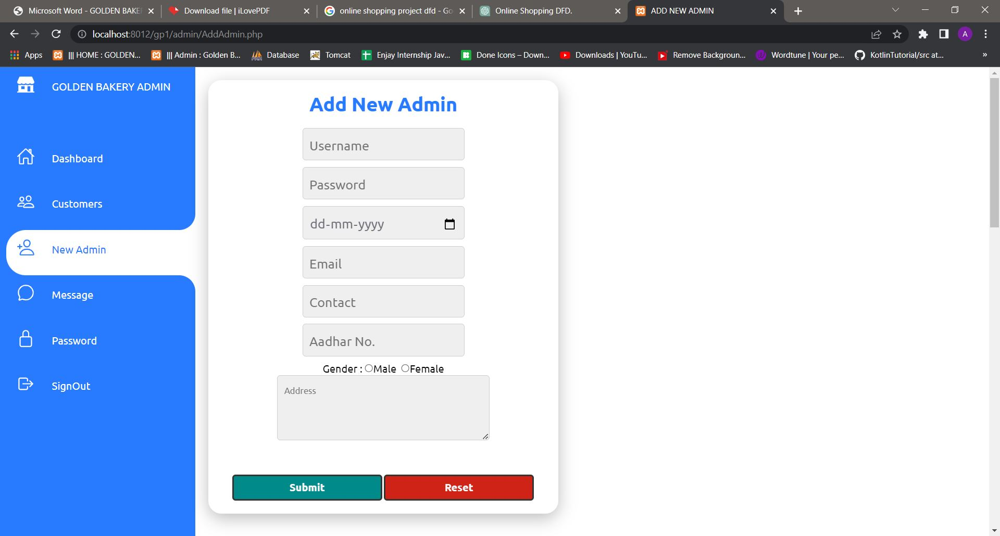 Microsoft Word - GOLDEN BAKER
Download file | iLovePDF
online shopping project dfd - Go
Online Shopping DFD.
ADD NEW ADMIN
localhost:8012/gp1/admin/AddAdmin.php
A
Apps
||| HOME : GOLDEN...
||| Admin : Golden B...
Database
Tomcat
Enjay Internship Jav...
Done Icons – Down...
Downloads | YouTu...
Remove Backgroun...
Wordtune | Your pe...
KotlinTutorial/src at...
»
GOLDEN BAKERY ADMIN
Dashboard
Customers
New Admin
Message
Password
SignOut
Add New Admin
Username
Password
dd-mm-yyyy
Email
Contact
Aadhar No.
Gender : Male Female
Address
Submit
Reset